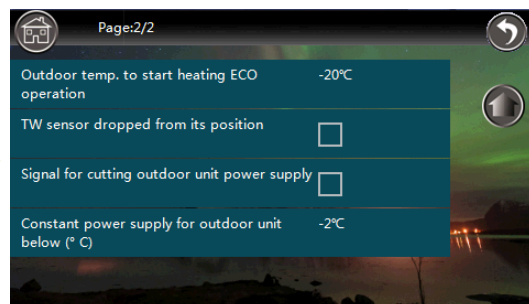 Page:2/2
Outdoor temp. to start heating ECO
operation
-20℃
TW sensor dropped from its position
Signal for cutting outdoor unit power supply
Constant power supply for outdoor unit
below (° C)
-2℃